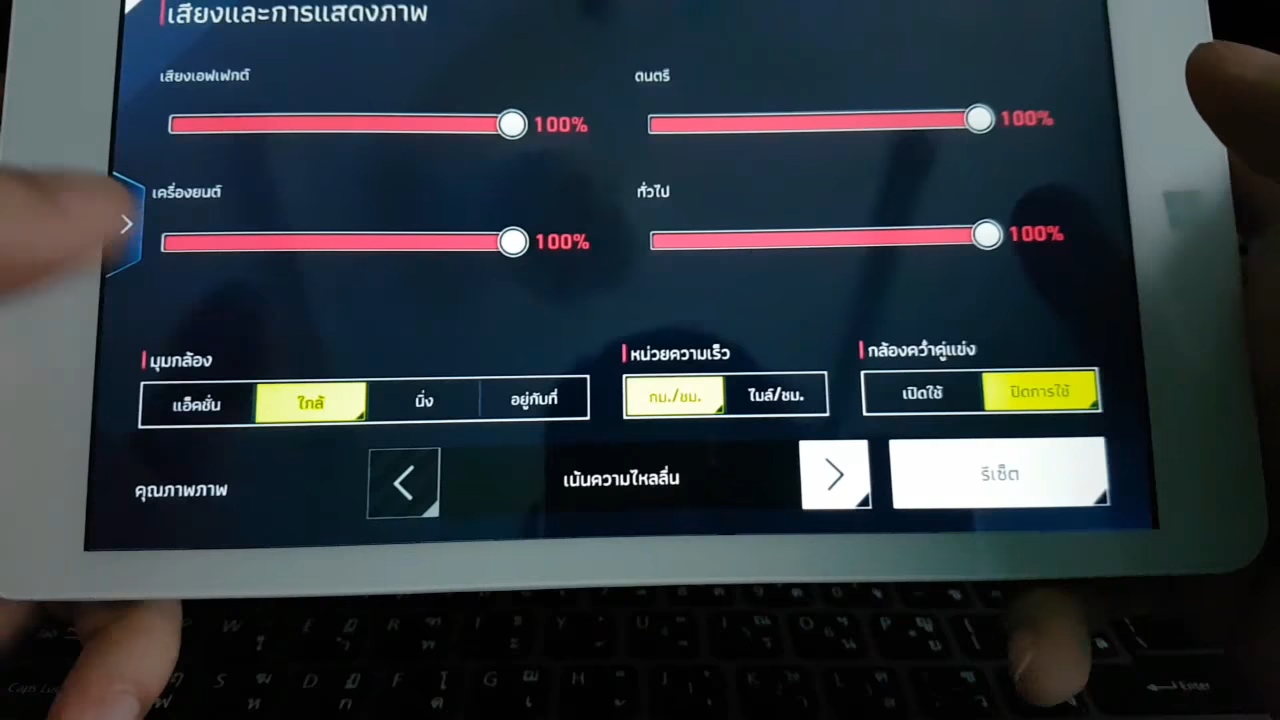 เสียงและการแสดงภาพ
เสียงเอฟเฟกต์ ดนตรี
100% 100%
เครื่องยนต์ ทั่วไป
100% 100%
มุมกล้อง หน่วยความเร็ว กล้องคว่ำคู่แข่ง
แอ็คชั่น ใกล้ นิ่ง อยู่กับที่ กม./ชม. ไมล์/ชม. เปิดใช้ ปิดการใช้
คุณภาพภาพ เน้นความไหลลื่น รีเซ็ต
W E R Y U O P
S D F G H
Enter